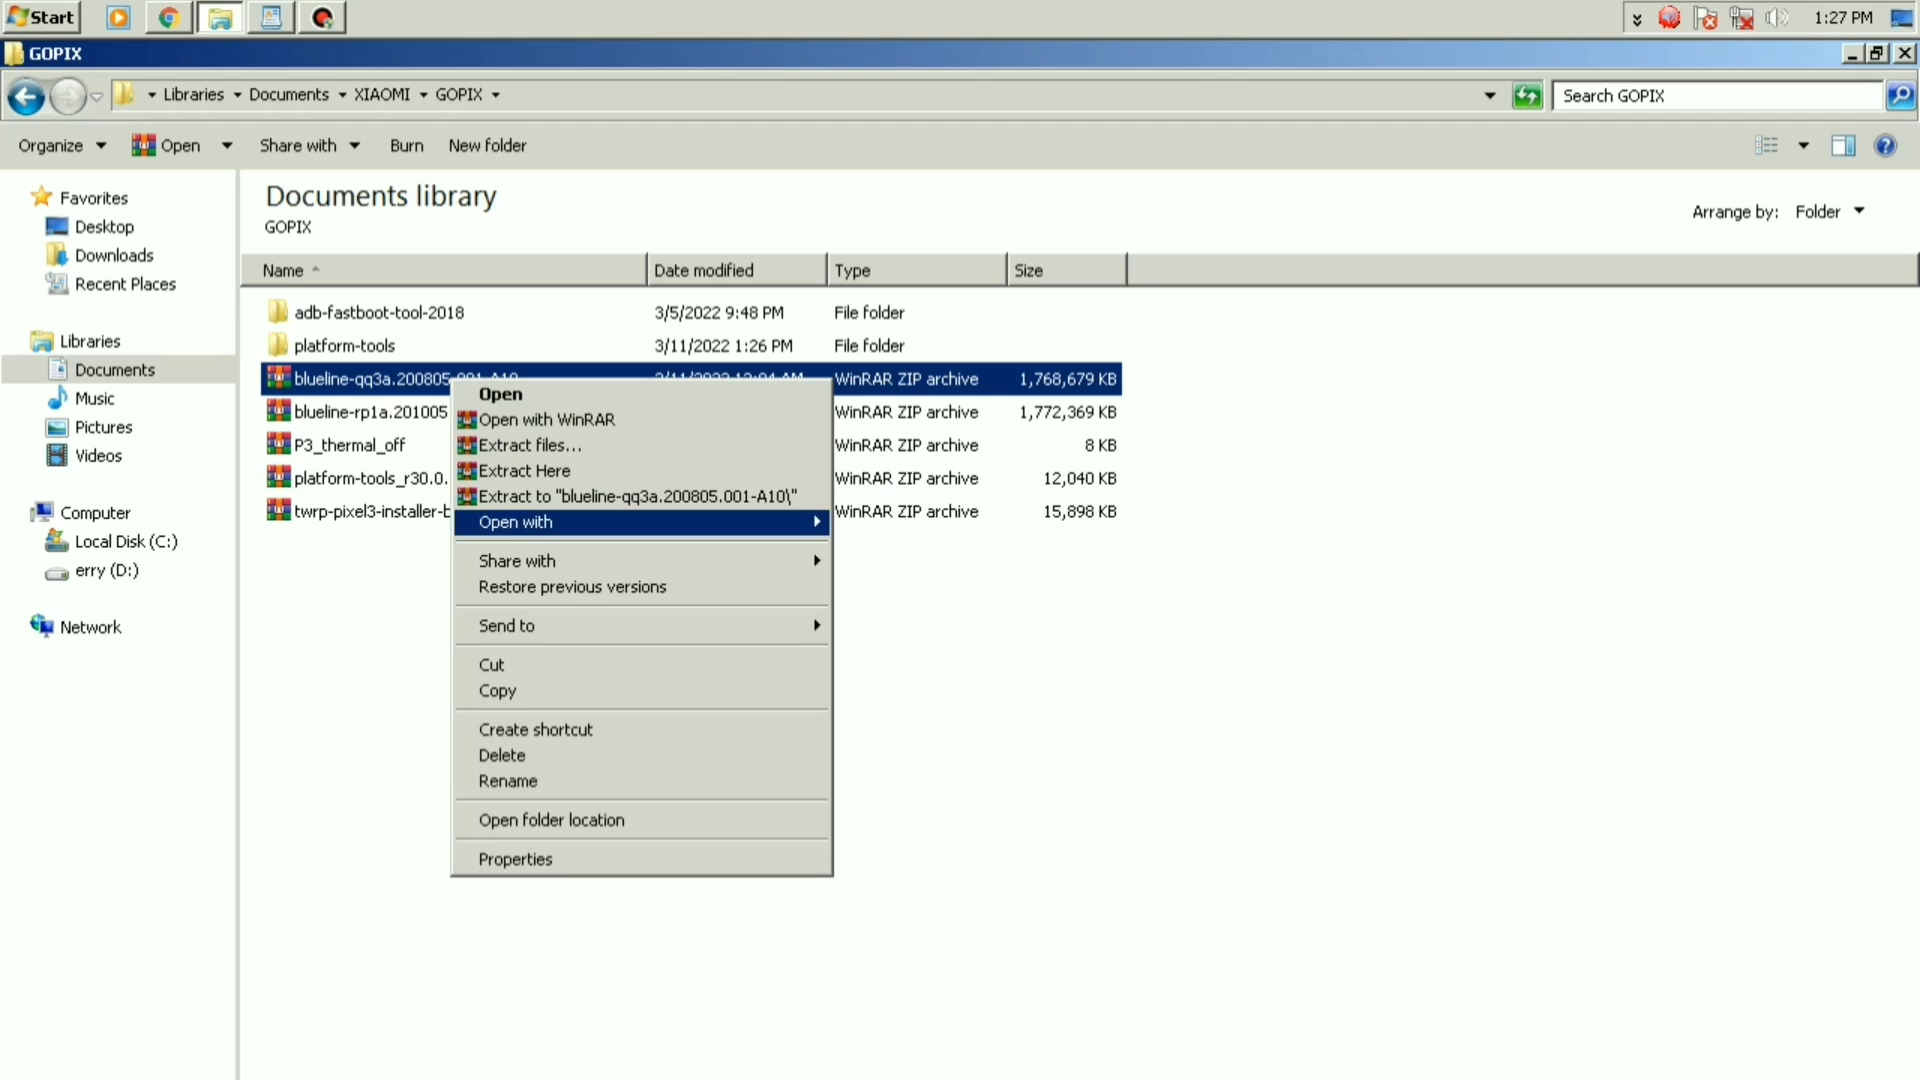 Start
1:27 PM
GOPIX
Libraries Documents XIAOMI GOPIX
Search GOPIX
Organize Open Share with Burn New folder
Favorites
Desktop
Downloads
Recent Places
Libraries
Documents
Music
Pictures
Videos
Computer
Local Disk (C:)
erry (D:)
Network
Documents library
GOPIX
Arrange by: Folder
Name Date modified Type Size
adb-fastboot-tool-2018 3/5/2022 9:48 PM File folder
platform-tools 3/11/2022 1:26 PM File folder
blueline-qq3a.200805.001-A10 WinRAR ZIP archive 1,768,679 KB
blueline-rp1a.201005 WinRAR ZIP archive 1,772,369 KB
P3_thermal_off WinRAR ZIP archive 8 KB
platform-tools_r30.0. WinRAR ZIP archive 12,040 KB
twrp-pixel3-installer-b WinRAR ZIP archive 15,898 KB
Open
Open with WinRAR
Extract files...
Extract Here
Extract to "blueline-qq3a.200805.001-A10\"
Open with
Share with
Restore previous versions
Send to
Cut
Copy
Create shortcut
Delete
Rename
Open folder location
Properties